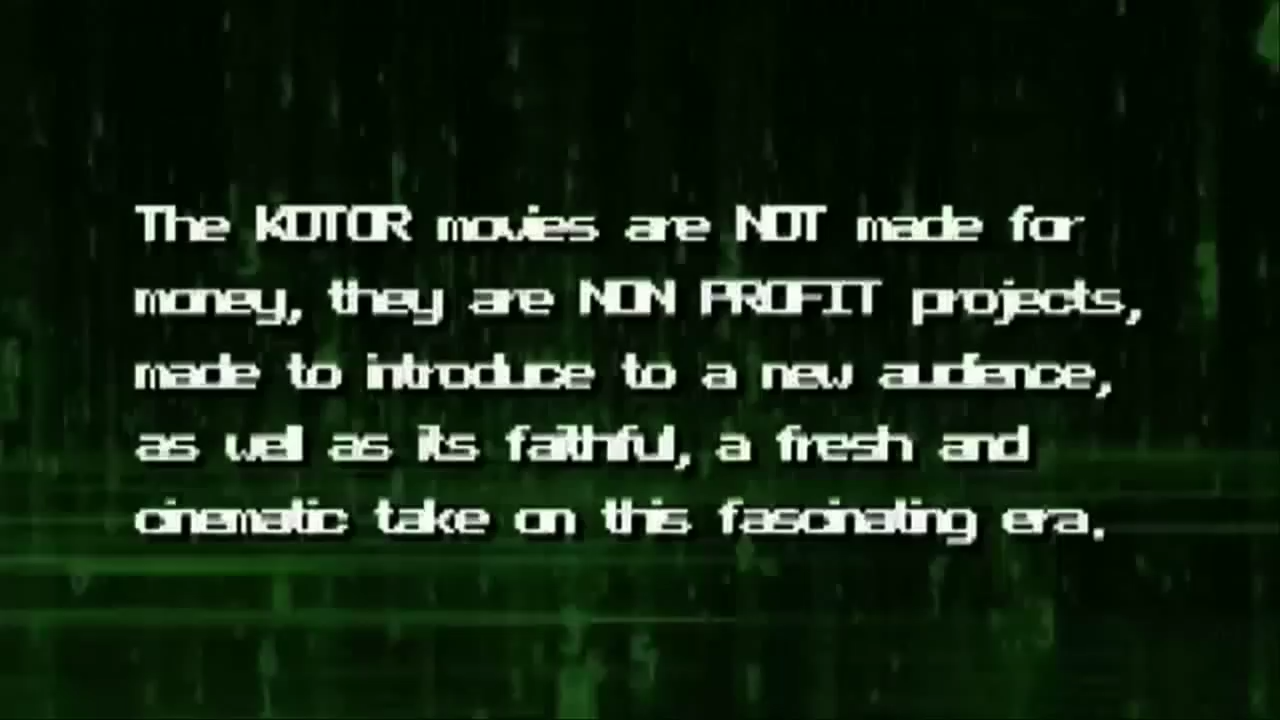 The KOTOR movies are NOT made for
money, they are NON PROFIT projects,
made to introduce to a new audience,
as well as its faithful, a fresh and
cinematic take on this fascinating era.